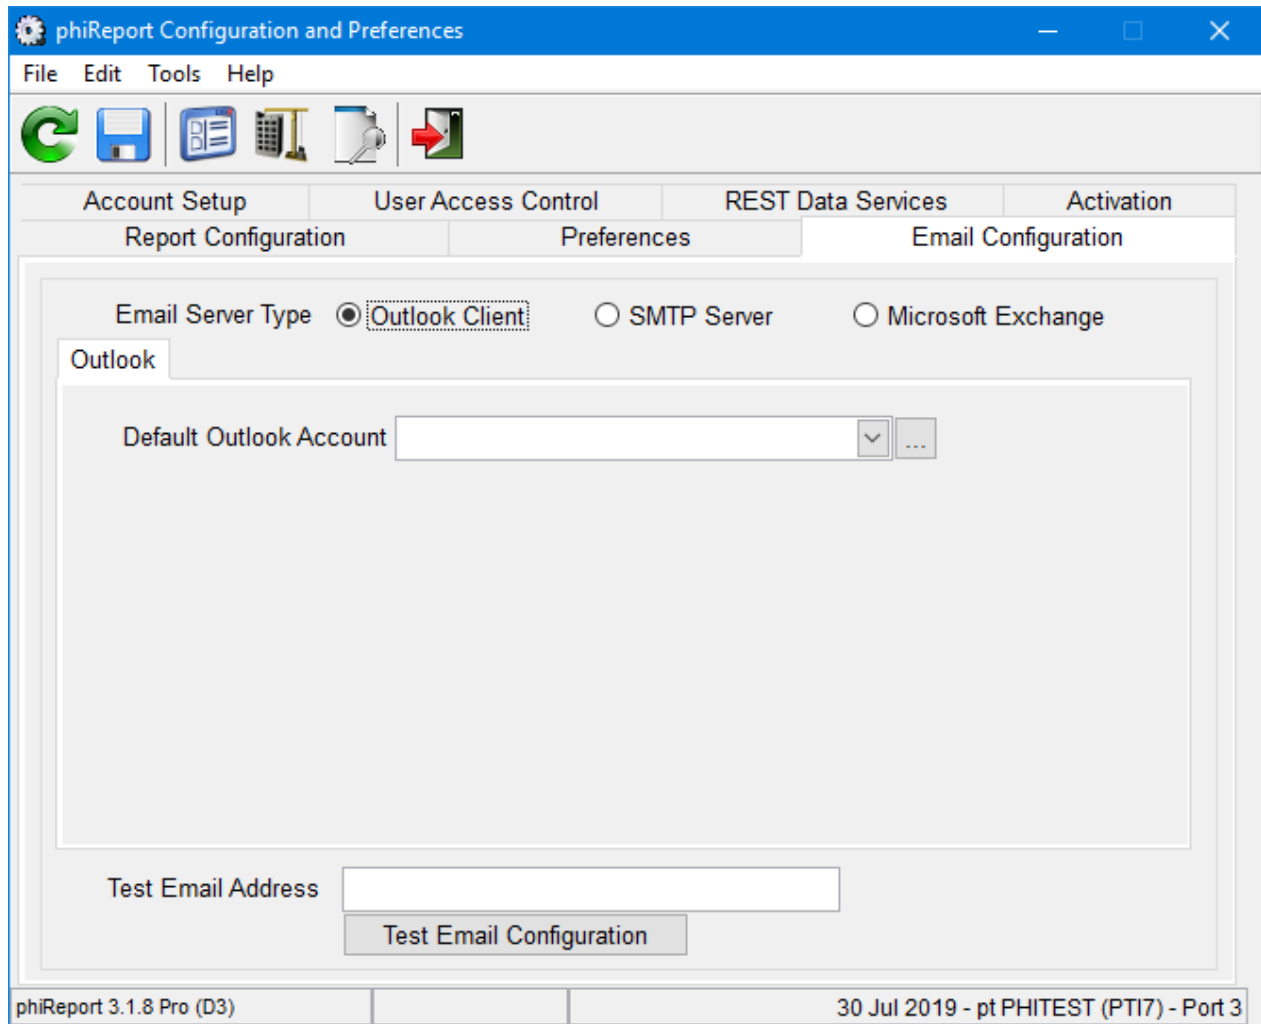 phiReport Configuration and Preferences
File Edit Tools Help
Account Setup User Access Control REST Data Services Activation
Report Configuration Preferences Email Configuration
Email Server Type Outlook Client SMTP Server Microsoft Exchange
Outlook
Default Outlook Account ...
Test Email Address
Test Email Configuration
phiReport 3.1.8 Pro (D3) 30 Jul 2019 - pt PHITEST (PTI7) - Port 3